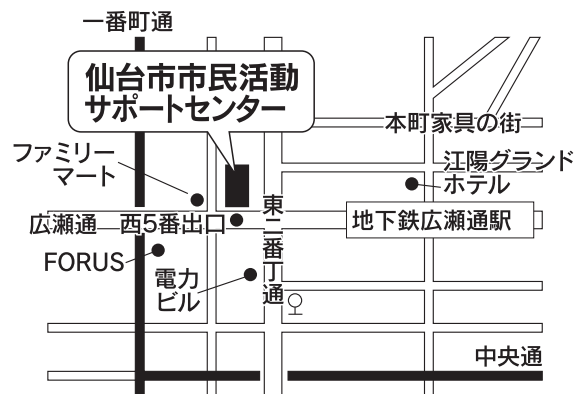 一番町通
仙台市市民活動
サポートセンター
本町家具の街
ファミリー
マート
江陽グランド
ホテル
東二番丁通
広瀬通
西5番出口
地下鉄広瀬通駅
FORUS
電力
ビル
中央通